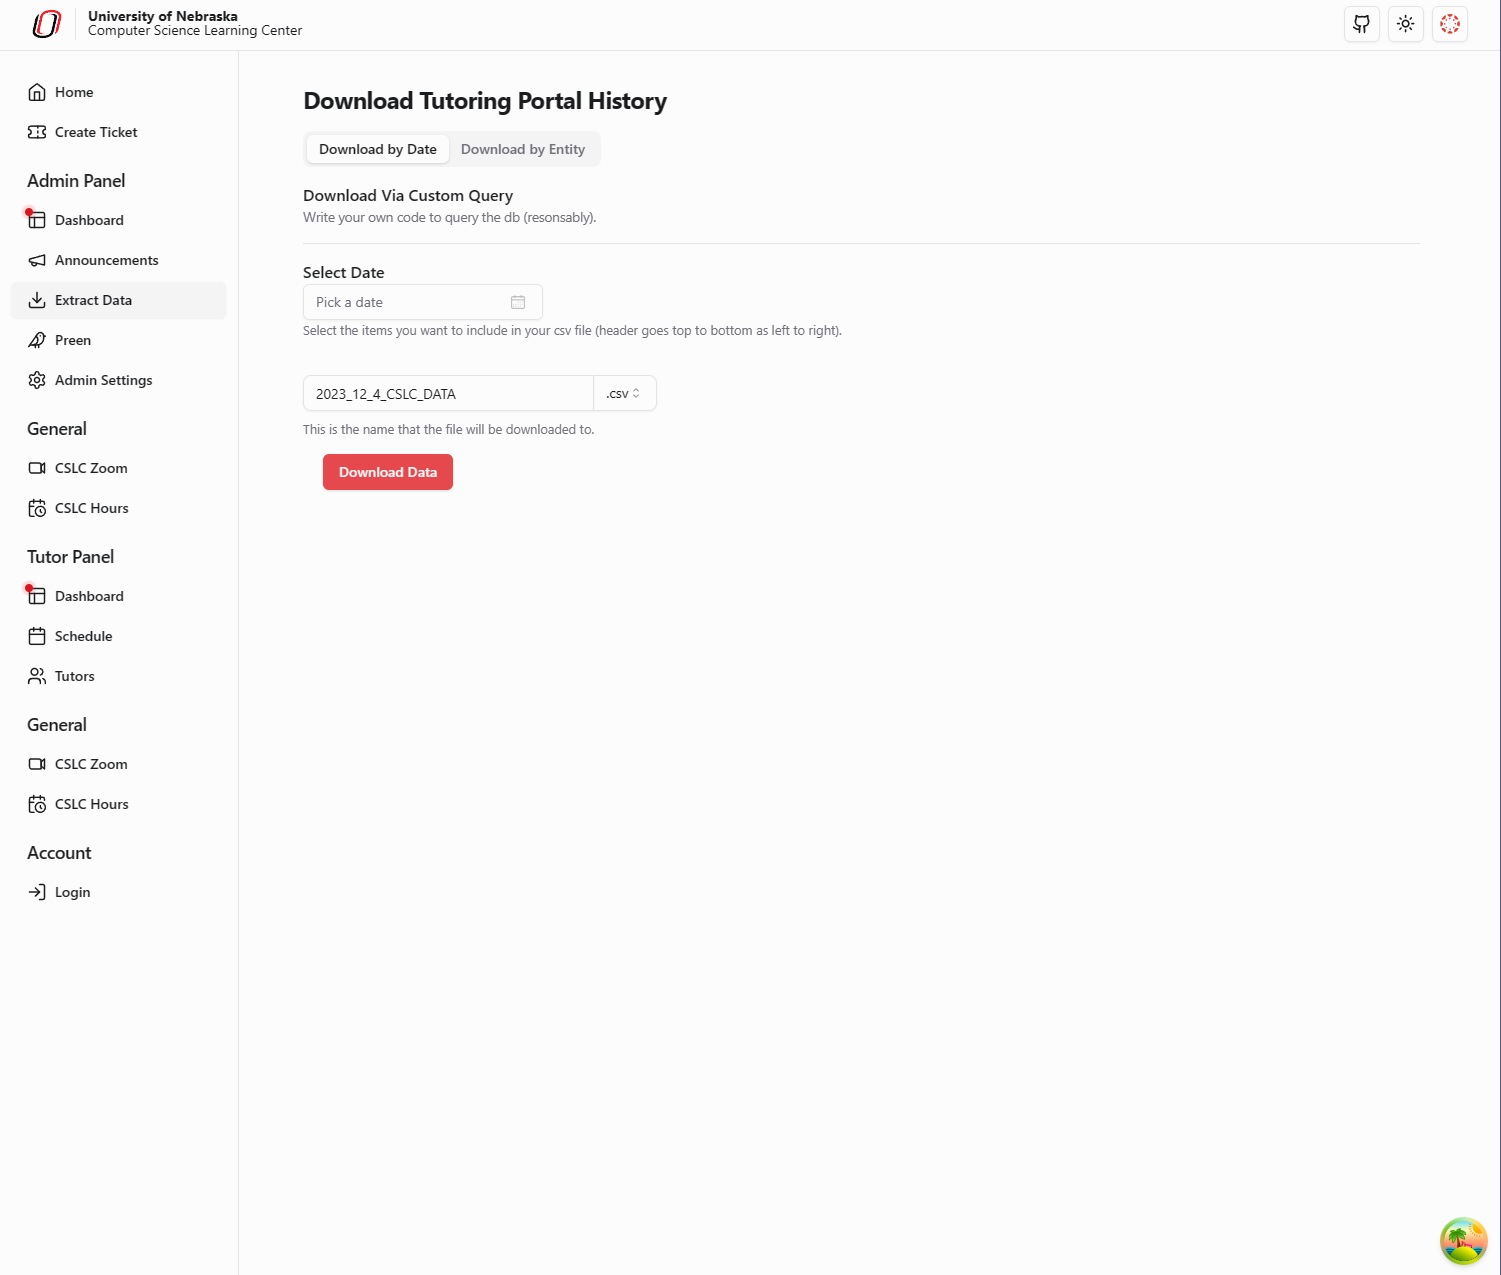 University of Nebraska
Computer Science Learning Center
Home
Create Ticket
Admin Panel
Dashboard
Announcements
Extract Data
Preen
Admin Settings
General
CSLC Zoom
CSLC Hours
Tutor Panel
Dashboard
Schedule
Tutors
General
CSLC Zoom
CSLC Hours
Account
Login
Download Tutoring Portal History
Download by Date
Download by Entity
Download Via Custom Query
Write your own code to query the db (resonsably).
Select Date
Pick a date
Select the items you want to include in your csv file (header goes top to bottom as left to right).
2023_12_4_CSLC_DATA
.csv
This is the name that the file will be downloaded to.
Download Data